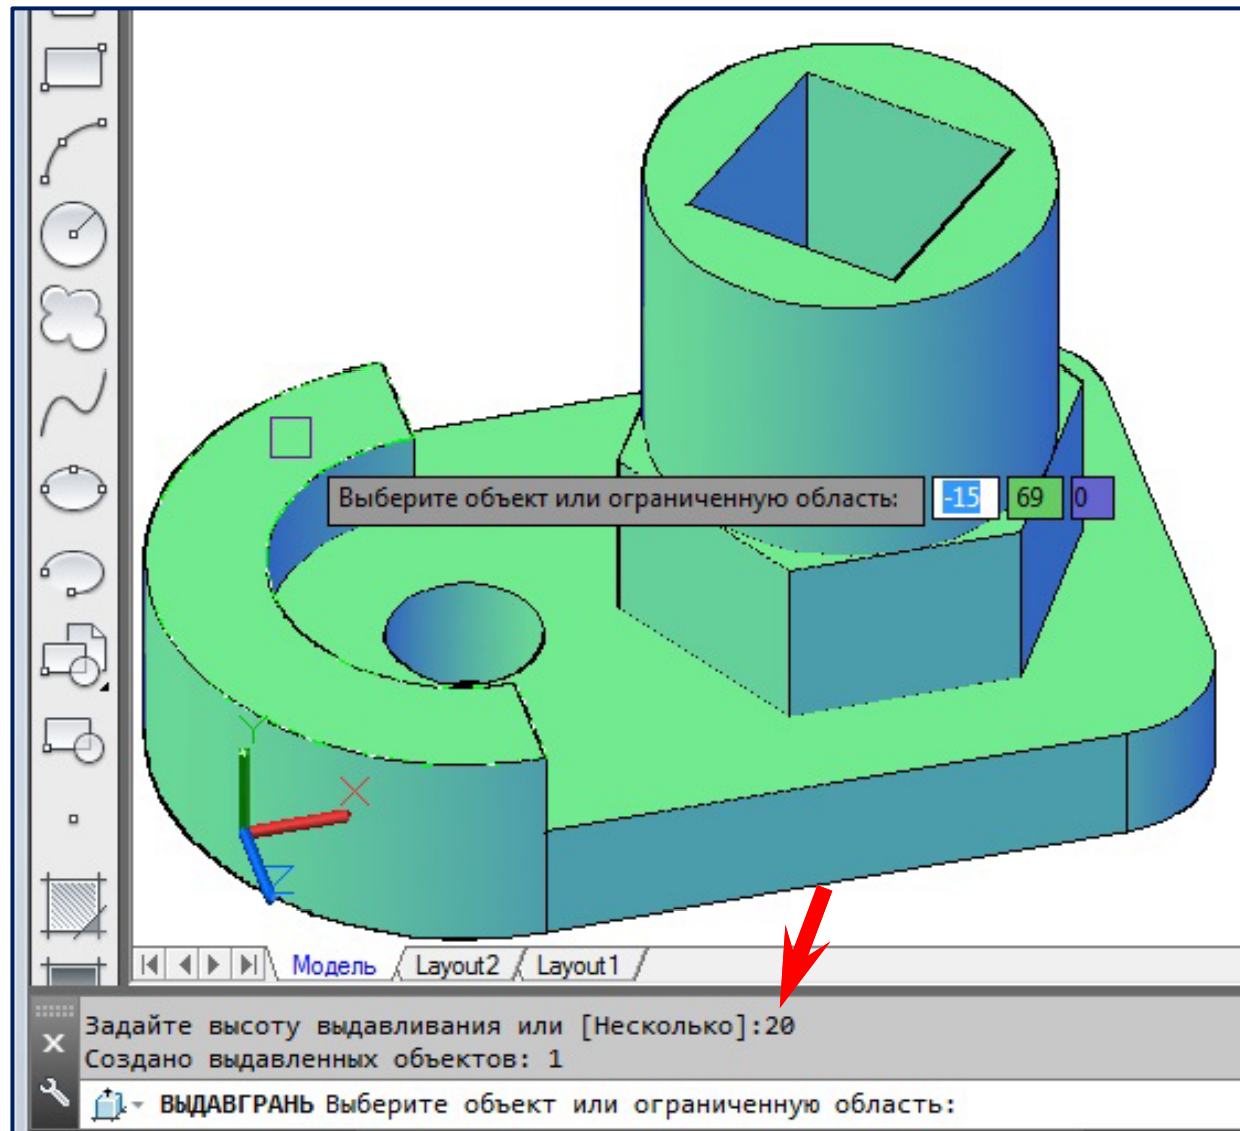 Выберите объект или ограниченную область: -15 69 0
Y
X
Z
Модель Layout2 Layout1
Задайте высоту выдавливания или [Несколько]:20
Создано выдавленных объектов: 1
ВЫДАВГРАНЬ Выберите объект или ограниченную область: